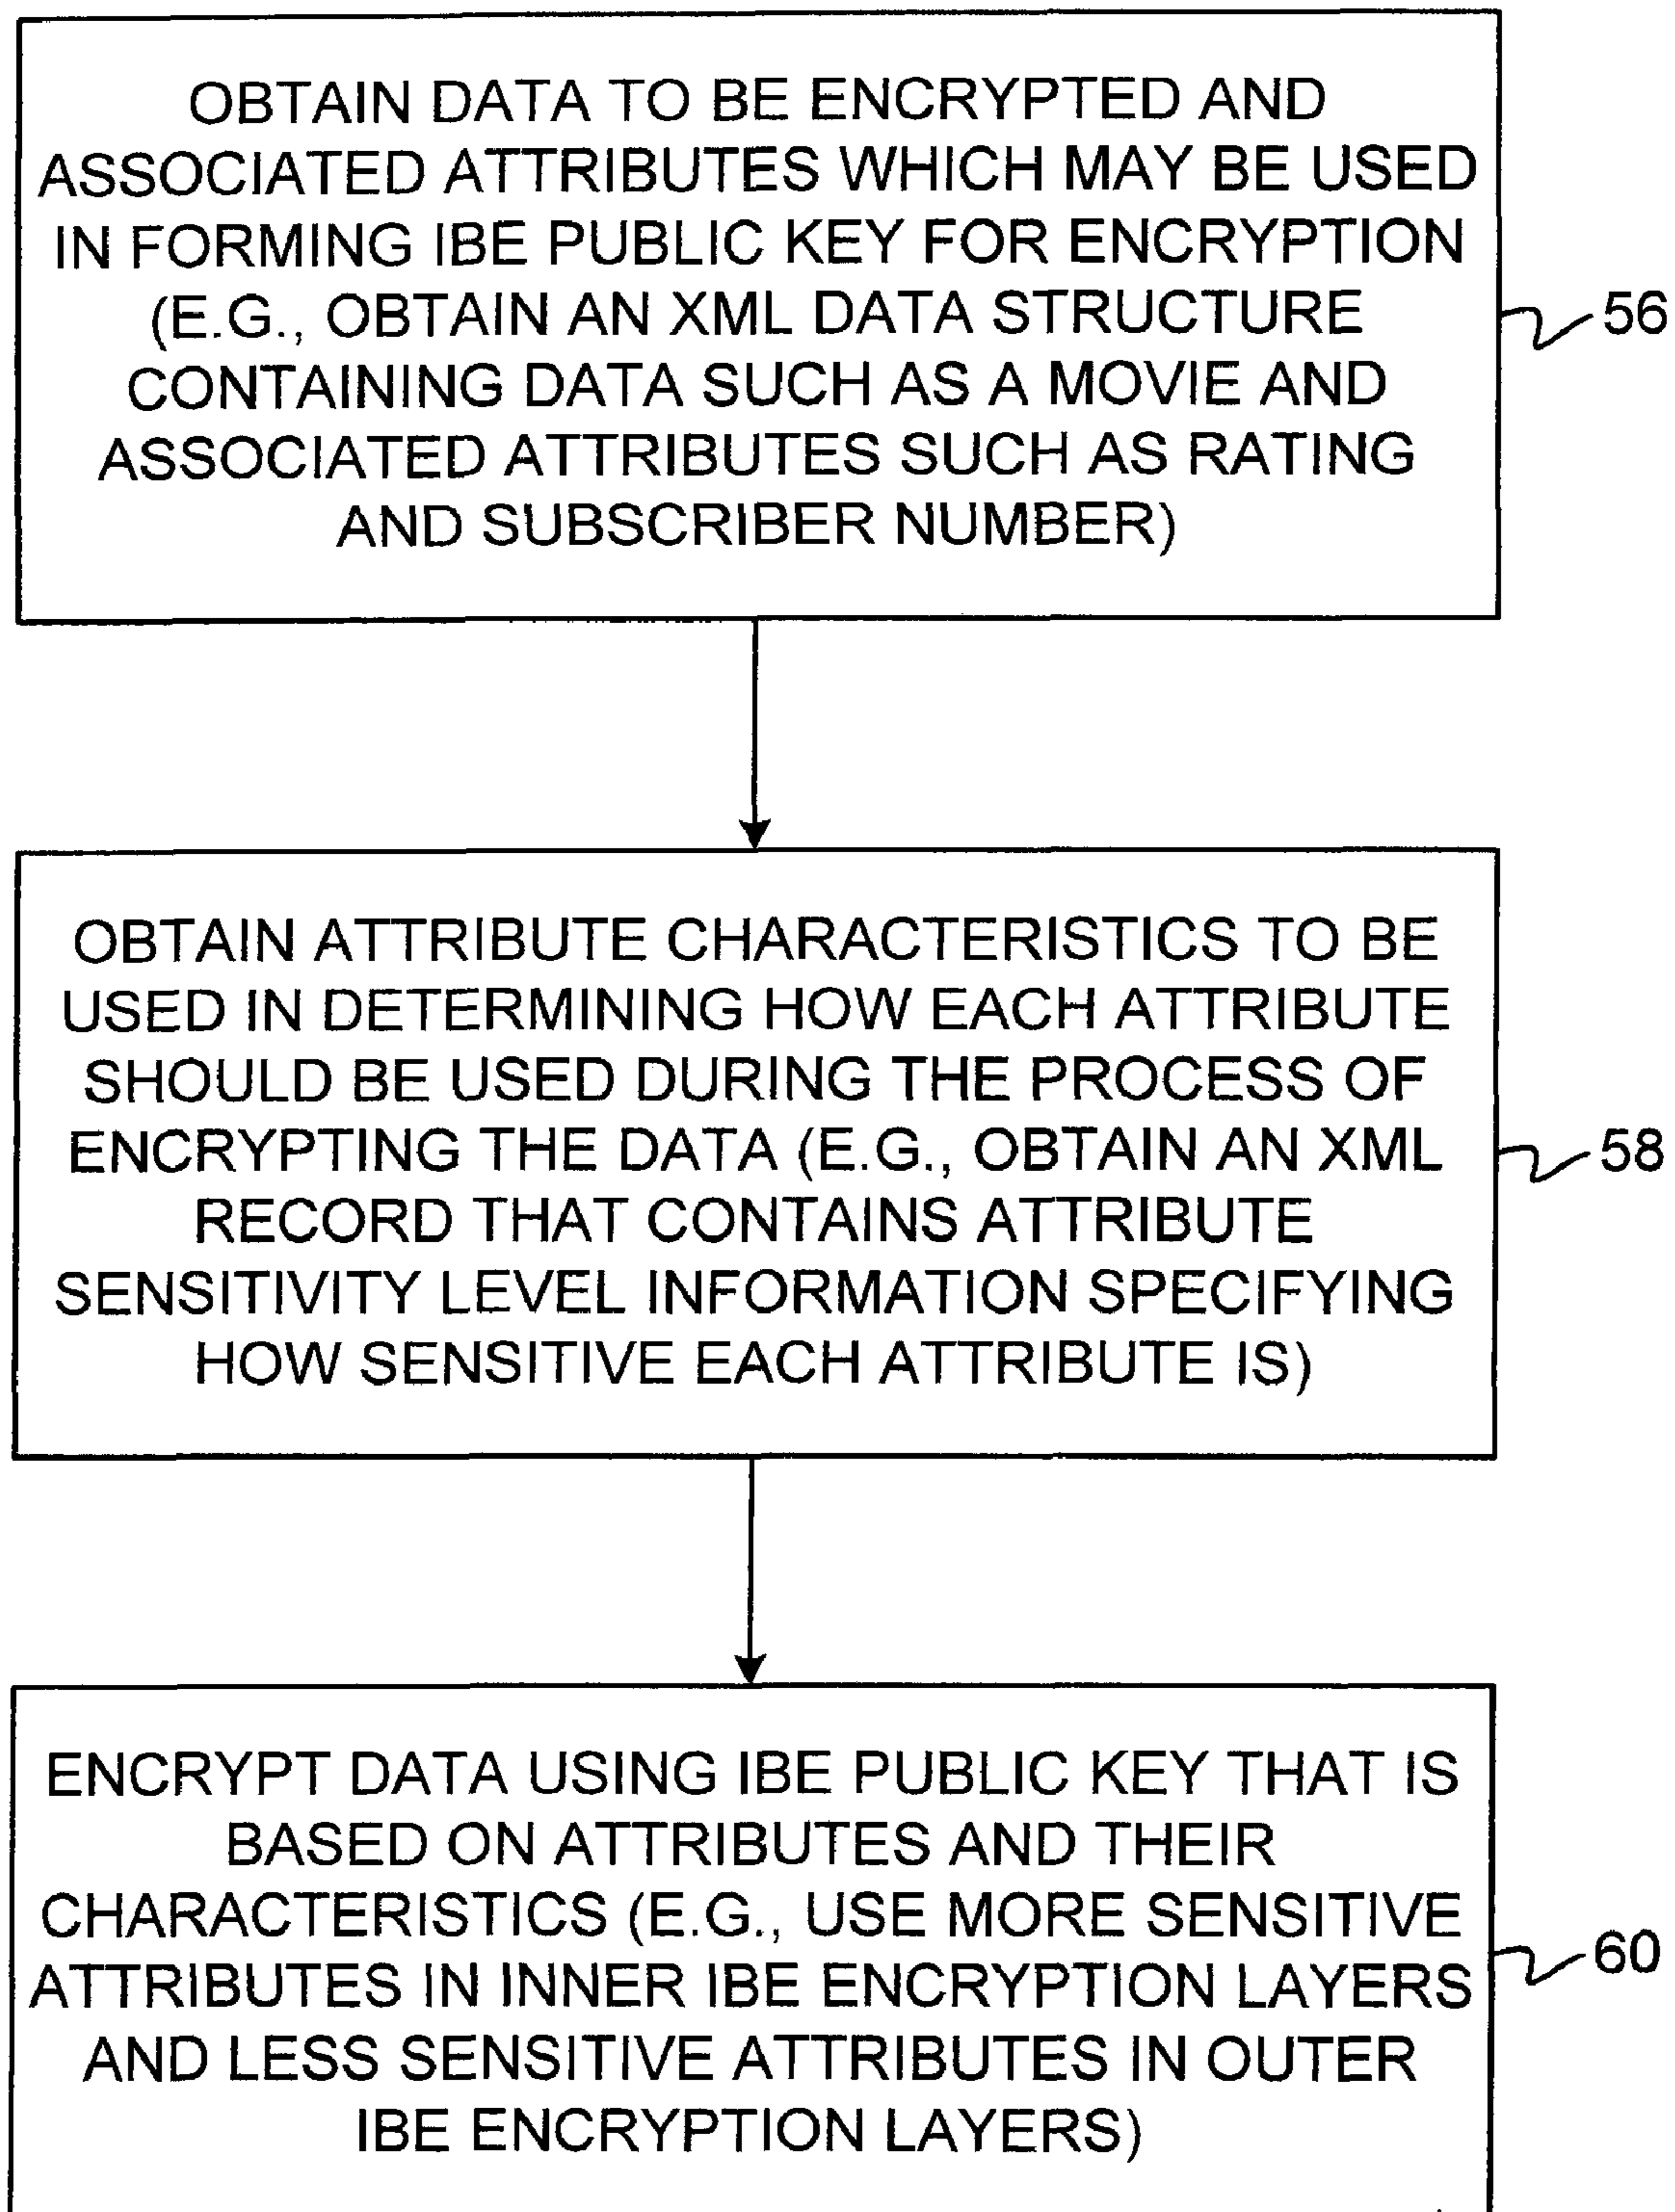 OBTAIN DATA TO BE ENCRYPTED AND
ASSOCIATED ATTRIBUTES WHICH MAY BE USED
IN FORMING IBE PUBLIC KEY FOR ENCRYPTION
(E.G., OBTAIN AN XML DATA STRUCTURE
CONTAINING DATA SUCH AS A MOVIE AND
ASSOCIATED ATTRIBUTES SUCH AS RATING
AND SUBSCRIBER NUMBER)
56
OBTAIN ATTRIBUTE CHARACTERISTICS TO BE
USED IN DETERMINING HOW EACH ATTRIBUTE
SHOULD BE USED DURING THE PROCESS OF
ENCRYPTING THE DATA (E.G., OBTAIN AN XML
RECORD THAT CONTAINS ATTRIBUTE
SENSITIVITY LEVEL INFORMATION SPECIFYING
HOW SENSITIVE EACH ATTRIBUTE IS)
58
ENCRYPT DATA USING IBE PUBLIC KEY THAT IS
BASED ON ATTRIBUTES AND THEIR
CHARACTERISTICS (E.G., USE MORE SENSITIVE
ATTRIBUTES IN INNER IBE ENCRYPTION LAYERS
AND LESS SENSITIVE ATTRIBUTES IN OUTER
IBE ENCRYPTION LAYERS)
60